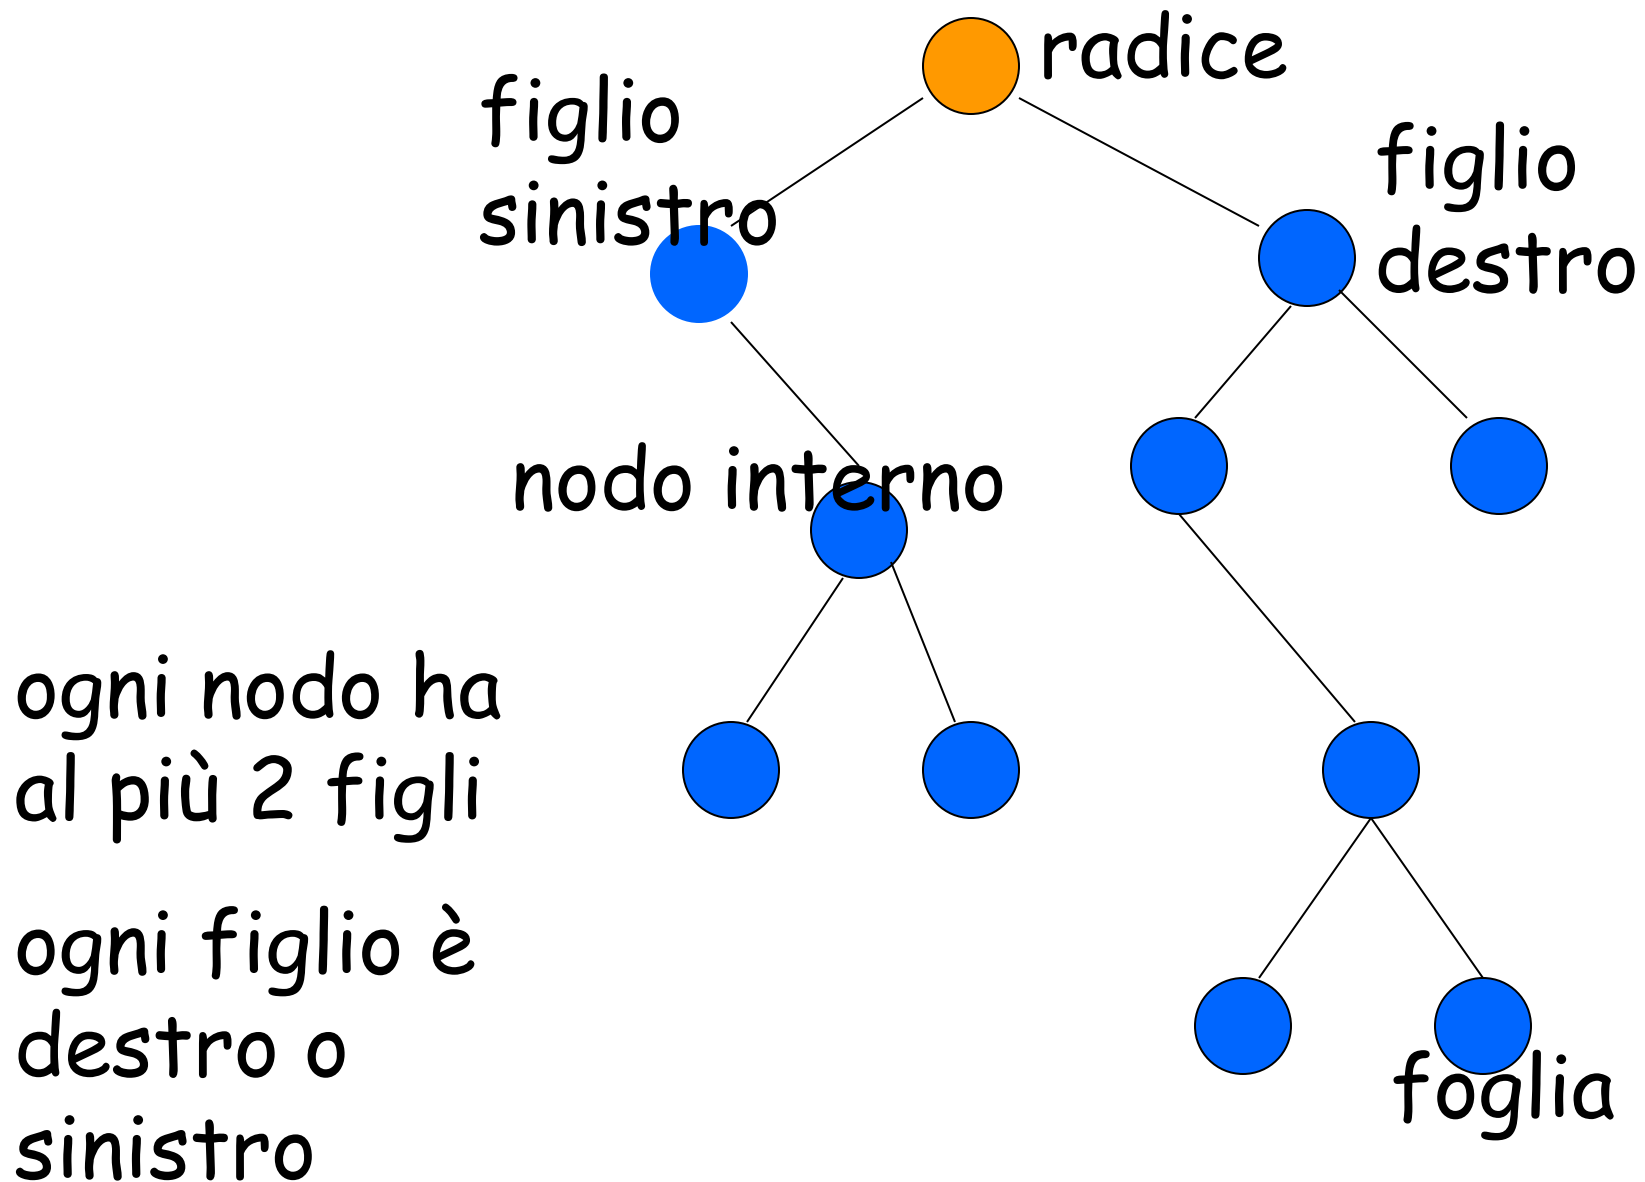 radice
figlio
sinistro
figlio
destro
nodo interno
ogni nodo ha
al più 2 figli
ogni figlio è
destro o
sinistro
foglia